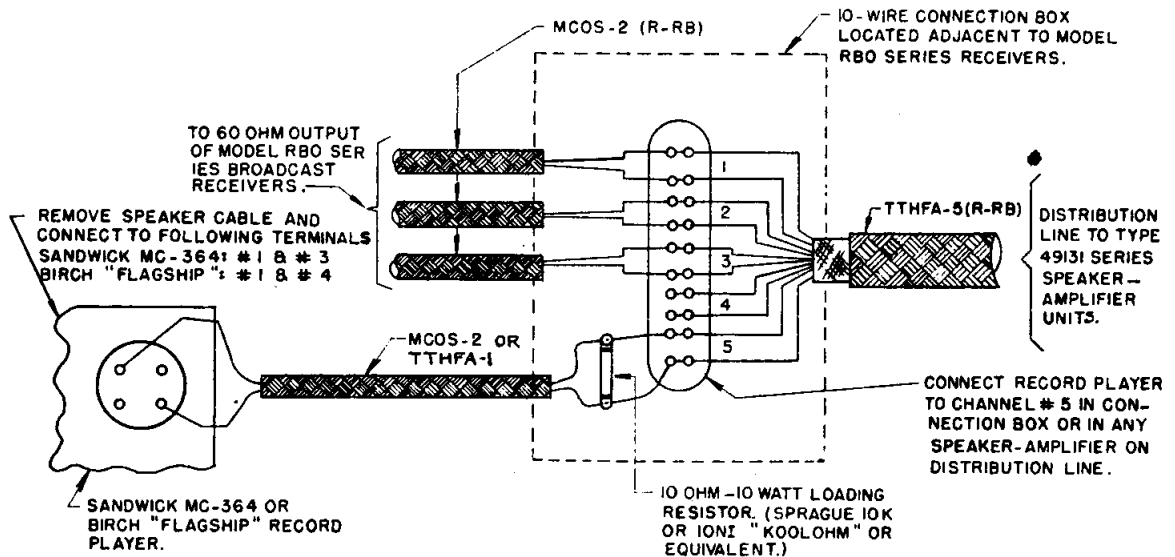 MCOS-2 (R-RB)
10-WIRE CONNECTION BOX
LOCATED ADJACENT TO MODEL
RBO SERIES RECEIVERS.
TO 60 OHM OUTPUT
OF MODEL RBO SER
IES BROADCAST
RECEIVERS.
REMOVE SPEAKER CABLE AND
CONNECT TO FOLLOWING TERMINALS
SANDWICK MC-364: #1 & #3
BIRCH "FLAGSHIP": #1 & #4
1
2
3
4
5
TTHFA-5(R-RB)
DISTRIBUTION
LINE TO TYPE
49131 SERIES
SPEAKER-
AMPLIFIER
UNITS.
MCOS-2 OR
TTHFA-1
CONNECT RECORD PLAYER
TO CHANNEL # 5 IN CON-
NECTION BOX OR IN ANY
SPEAKER-AMPLIFIER ON
DISTRIBUTION LINE.
SANDWICK MC-364 OR
BIRCH "FLAGSHIP" RECORD
PLAYER.
10 OHM-10 WATT LOADING
RESISTOR. (SPRAGUE 10K
OR 10NI "KOOLOHM" OR
EQUIVALENT.)